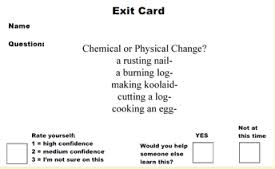 Exit Card
Name
Question:
Chemical or Physical Change?
a rusting nail-
a burning log-
making koolaid-
cutting a log-
cooking an egg-
Rate yourself:
1 = high confidence
2 = medium confidence
3 = I'm not sure on this
Would you help
someone else
learn this?
YES
Not at
this time